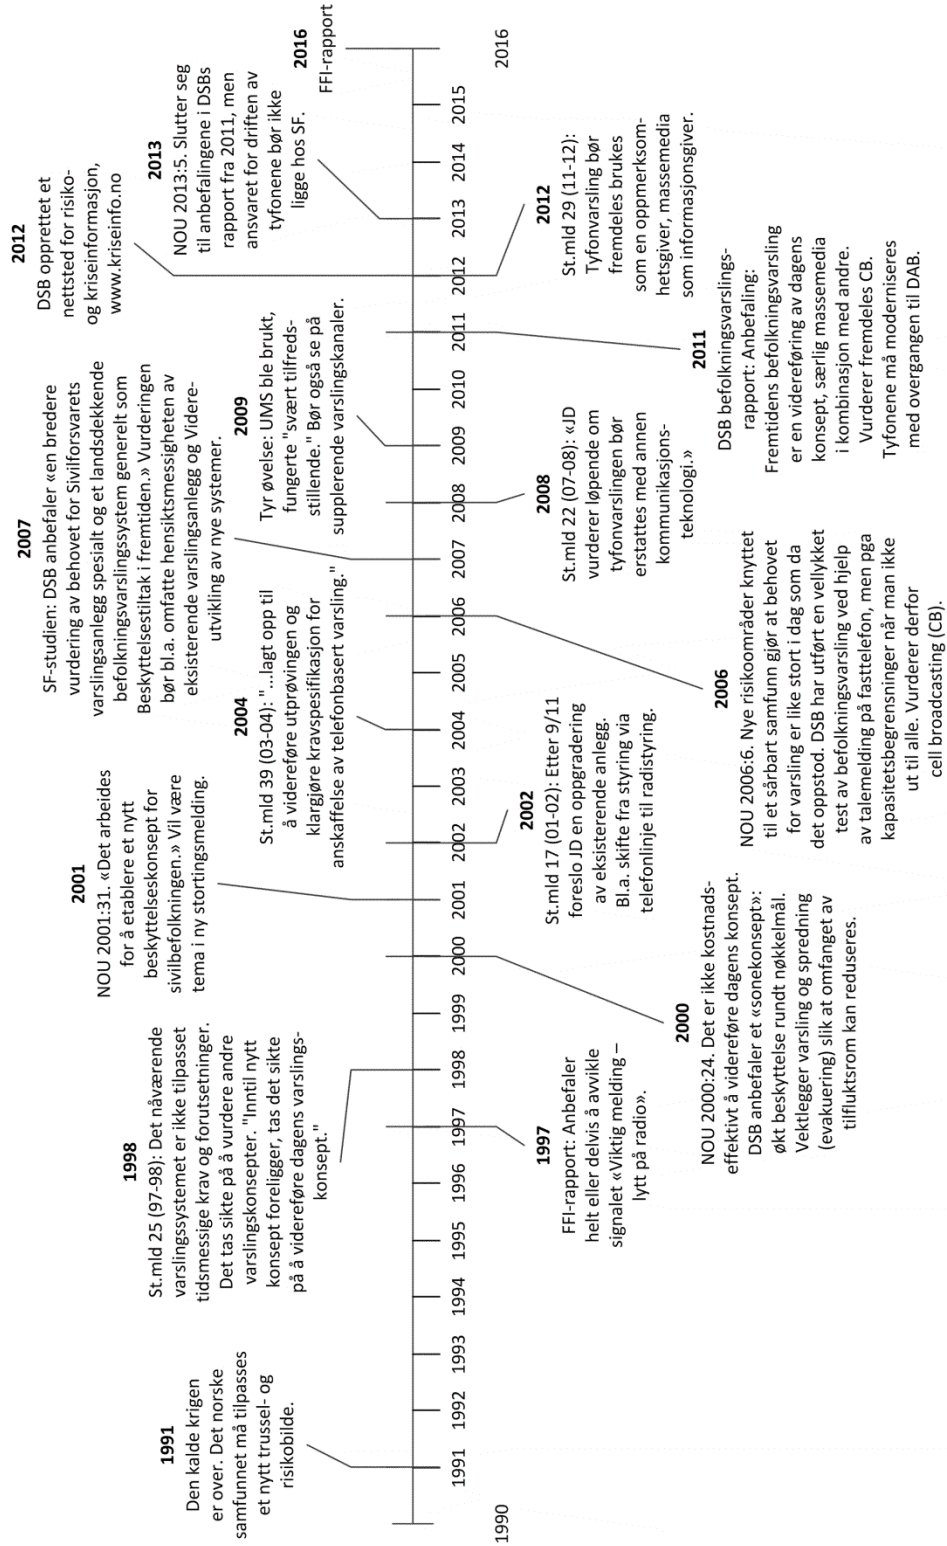 1991
Den kalde krigen
er over. Det norske
samfunnet må tilpasses
et nytt trussel- og
risikobilde.
1998
St.mld 25 (97-98): Det nåværende
varslingssystemet er ikke tilpasset
tidsmessige krav og forutsetninger.
Det tas sikte på å vurdere andre
varslingskonsepter. "Inntil nytt
konsept foreligger, tas det sikte
på å videreføre dagens varslings-
konsept."
2001
NOU 2001:31. «Det arbeides
for å etablere et nytt
beskyttelseskonsept for
sivilbefolkningen.» Vil være
tema i ny stortingsmelding.
2004
St.mld 39 (03-04): "...lagt opp til
å videreføre utprøvingen og
klargjøre kravspesifikasjon for
anskaffelse av telefonbasert varsling."
2007
SF-studien: DSB anbefaler «en bredere
vurdering av behovet for Sivilforsvarets
varslingsanlegg spesialt og et landsdekkende
befolkningsvarslingssystem generelt som
Beskyttelsestiltak i fremtiden.» Vurderingen
bør bl.a. omfatte hensiktsmessigheten av
eksisterende varslingsanlegg og Videre-
utvikling av nye systemer.
2009
Tyr øvelse: UMS ble brukt,
fungerte "svært tilfreds-
stillende." Bør også se på
supplerende varslingskanaler.
2012
DSB opprettet et
nettsted for risiko-
og kriseinformasjon,
www.kriseinfo.no
2013
NOU 2013:5. Slutter seg
til anbefalingene i DSBs
rapport fra 2011, men
ansvaret for driften av
tyfonene bør ikke
ligge hos SF.
2016
FFI-rapport
1990
1991
1992
1993
1994
1995
1996
1997
1998
1999
2000
2001
2002
2003
2004
2005
2006
2007
2008
2009
2010
2011
2012
2013
2014
2015
2016
1997
FFI-rapport: Anbefaler
helt eller delvis å avvikle
signalet «Viktig melding –
lytt på radio».
2000
NOU 2000:24. Det er ikke kostnads-
effektivt å videreføre dagens konsept.
DSB anbefaler et «sonekonsept»:
økt beskyttelse rundt nøkkelmål.
Vektlegger varsling og spredning
(evakuering) slik at omfanget av
tilfluktsrom kan reduseres.
2002
St.mld 17 (01-02): Etter 9/11
foreslo JD en oppgradering
av eksisterende anlegg.
Bl.a. skifte fra styring via
telefonlinje til radistyring.
2006
NOU 2006:6. Nye risikoområder knyttet
til et sårbart samfunn gjør at behovet
for varsling er like stort i dag som da
det oppstod. DSB har utført en vellykket
test av befolkningsvarsling ved hjelp
av talemelding på fasttelefon, men pga
kapasitetsbegrensninger når man ikke
ut til alle. Vurderer derfor
cell broadcasting (CB).
2008
St.mld 22 (07-08): «JD
vurderer løpende om
tyfonvarslingen bør
erstattes med annen
kommunikasjons-
teknologi.»
2011
DSB befolkningsvarslings-
rapport: Anbefaling:
Fremtidens befolkningsvarsling
er en videreføring av dagens
konsept, særlig massemedia
i kombinasjon med andre.
Vurderer fremdeles CB.
Tyfonene må moderniseres
med overgangen til DAB.
2012
St.mld 29 (11-12):
Tyfonvarsling bør
fremdeles brukes
som en oppmerksom-
hetsgiver, massemedia
som informasjonsgiver.